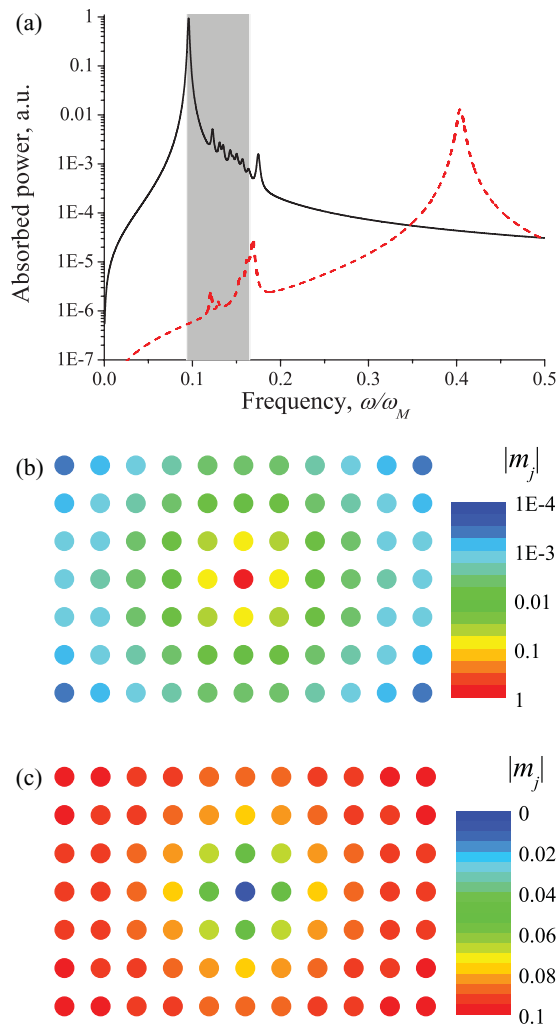 (a)
Absorbed power, a.u.
1
0.1
0.01
1E-3
1E-4
1E-5
1E-6
1E-7
0.0 0.1 0.2 0.3 0.4 0.5
Frequency, ω/ω_M
(b)
|m_j|
1E-4
1E-3
0.01
0.1
1
(c)
|m_j|
0
0.02
0.04
0.06
0.08
0.1